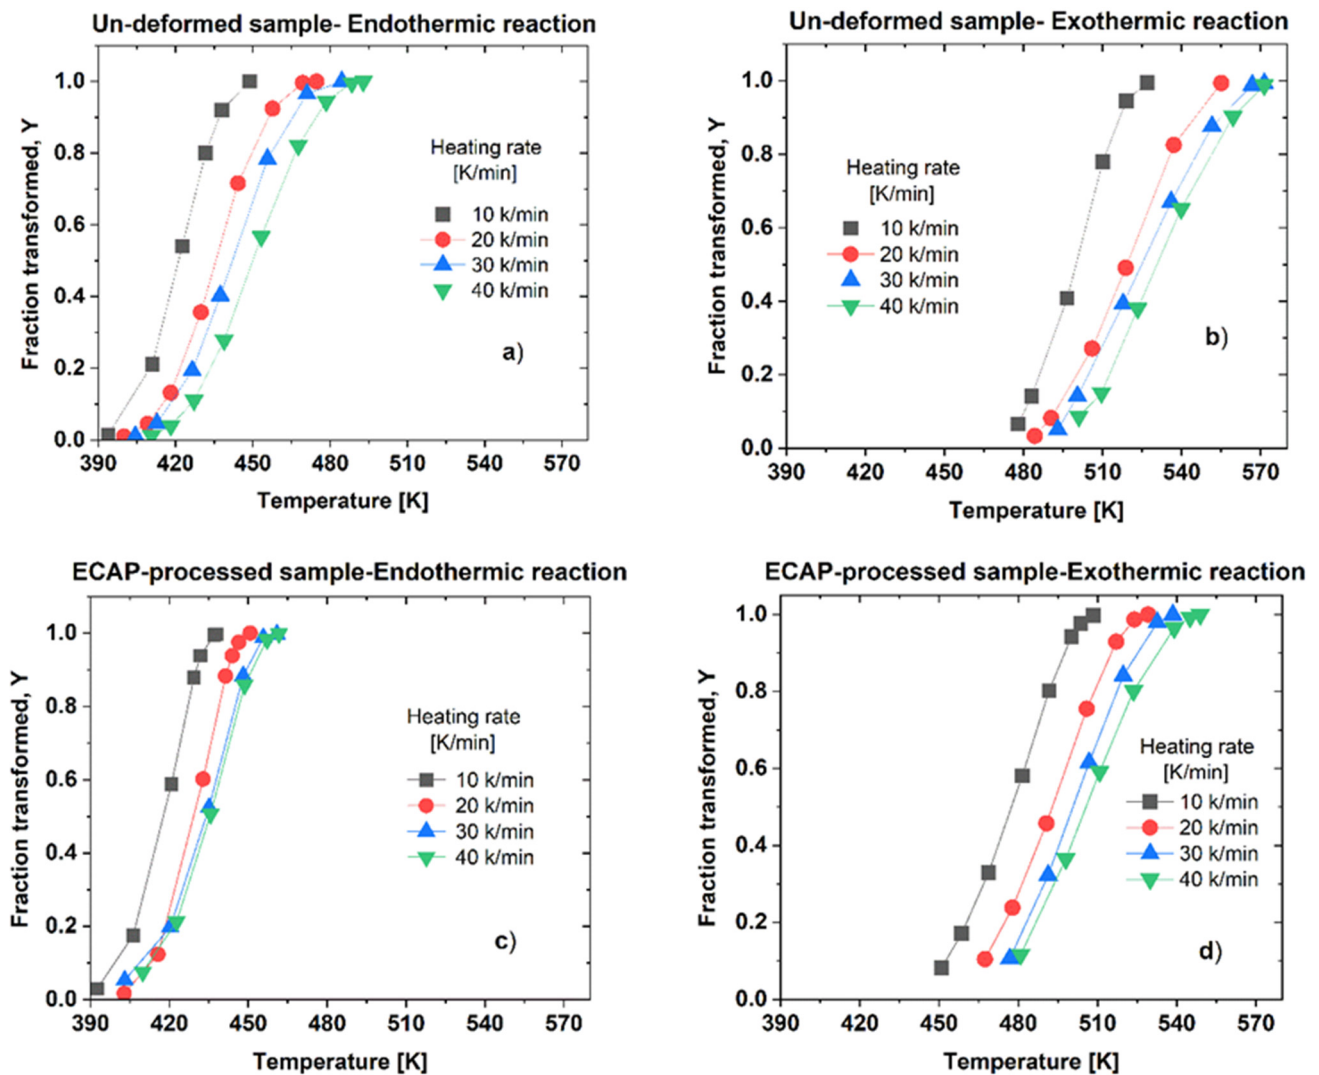 Un-deformed sample- Endothermic reaction
Fraction transformed, Y
1.0
0.8
0.6
0.4
0.2
0.0
Heating rate
[K/min]
10 k/min
20 k/min
30 k/min
40 k/min
a)
390 420 450 480 510 540 570
Temperature [K]
Un-deformed sample- Exothermic reaction
Fraction transformed, Y
1.0
0.8
0.6
0.4
0.2
0.0
Heating rate
[K/min]
10 k/min
20 k/min
30 k/min
40 k/min
b)
390 420 450 480 510 540 570
Temperature [K]
ECAP-processed sample-Endothermic reaction
Fraction transformed, Y
1.0
0.8
0.6
0.4
0.2
0.0
Heating rate
[K/min]
10 k/min
20 k/min
30 k/min
40 k/min
c)
390 420 450 480 510 540 570
Temperature [K]
ECAP-processed sample-Exothermic reaction
Fraction transformed, Y
1.0
0.8
0.6
0.4
0.2
0.0
Heating rate
[K/min]
10 k/min
20 k/min
30 k/min
40 k/min
d)
390 420 450 480 510 540 570
Temperature [K]